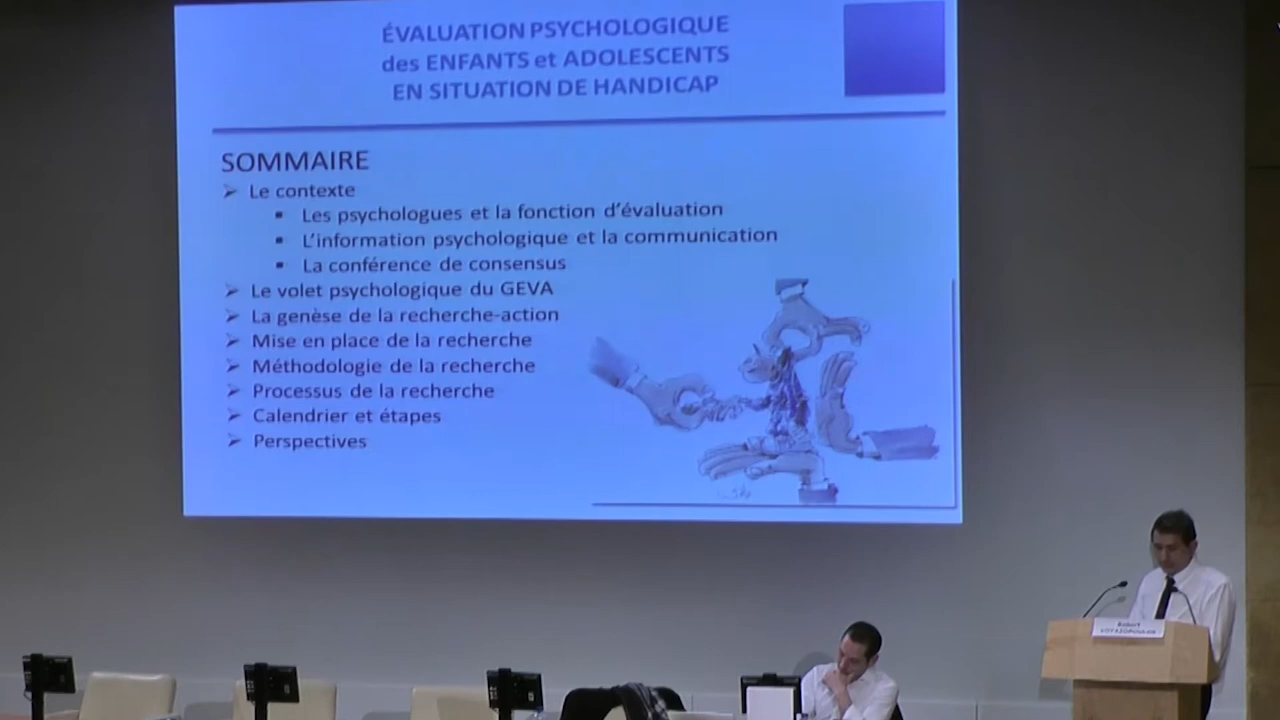 ÉVALUATION PSYCHOLOGIQUE
des ENFANTS et ADOLESCENTS
EN SITUATION DE HANDICAP
SOMMAIRE
Le contexte
Les psychologues et la fonction d'évaluation
L'information psychologique et la communication
La conférence de consensus
Le volet psychologique du GEVA
La genèse de la recherche-action
Mise en place de la recherche
Méthodologie de la recherche
Processus de la recherche
Calendrier et étapes
Perspectives
Robert
VOYAZOPOULOS